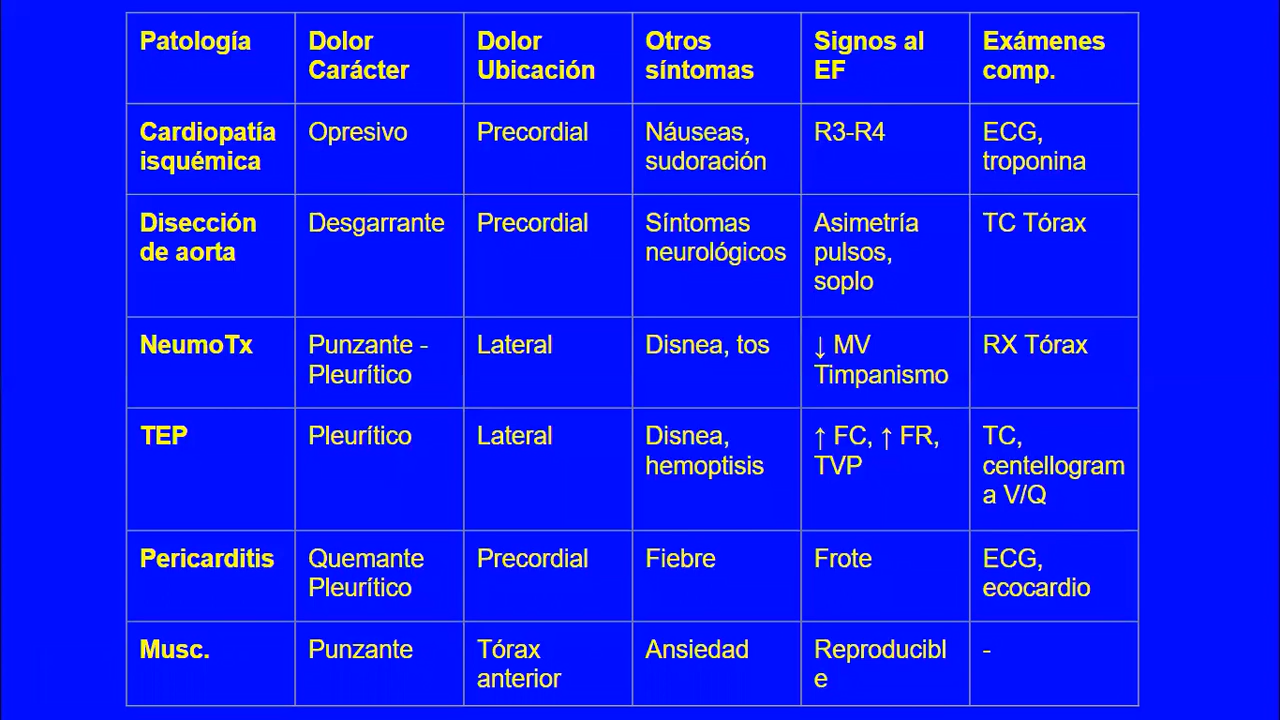 Patología
Dolor
Carácter
Dolor
Ubicación
Otros
síntomas
Signos al
EF
Exámenes
comp.
Cardiopatía
isquémica
Opresivo
Precordial
Náuseas,
sudoración
R3-R4
ECG,
troponina
Disección
de aorta
Desgarrante
Precordial
Síntomas
neurológicos
Asimetría
pulsos,
soplo
TC Tórax
NeumoTx
Punzante -
Pleurítico
Lateral
Disnea, tos
↓ MV
Timpanismo
RX Tórax
TEP
Pleurítico
Lateral
Disnea,
hemoptisis
↑ FC, ↑ FR,
TVP
TC,
centellogram
a V/Q
Pericarditis
Quemante
Pleurítico
Precordial
Fiebre
Frote
ECG,
ecocardio
Musc.
Punzante
Tórax
anterior
Ansiedad
Reproducibl
e
-